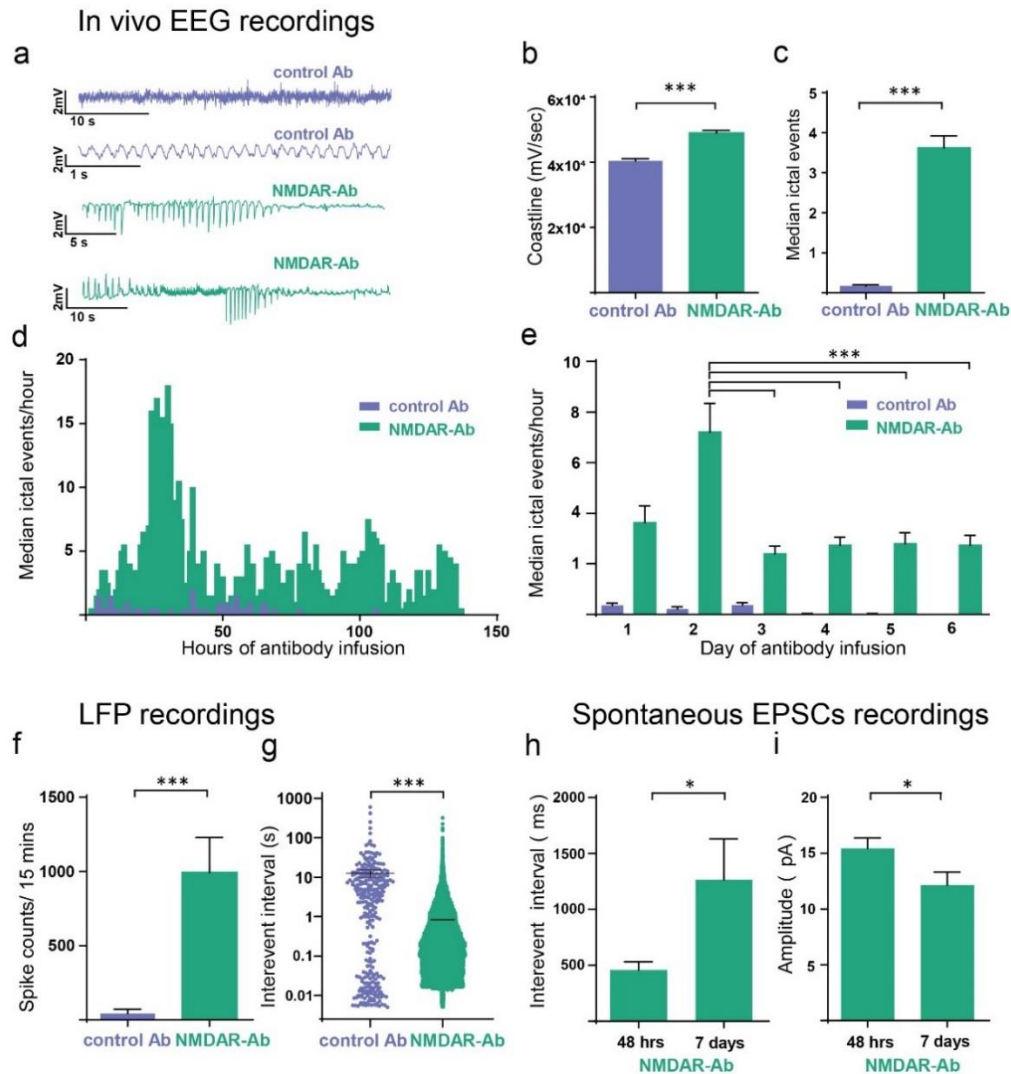 In vivo EEG recordings
a
control Ab
2mV
10 s
control Ab
2mV
1 s
NMDAR-Ab
2mV
5 s
NMDAR-Ab
2mV
10 s
b
***
Coastline (mV/sec)
6x10⁴
4x10⁴
2x10⁴
control Ab NMDAR-Ab
c
***
Median ictal events
5
4
3
2
1
control Ab NMDAR-Ab
d
Median ictal events/hour
20
15
10
5
control Ab
NMDAR-Ab
50 100 150
Hours of antibody infusion
e
***
Median ictal events/hour
10
8
6
4
1
control Ab
NMDAR-Ab
1 2 3 4 5 6
Day of antibody infusion
LFP recordings
f
***
Spike counts/ 15 mins
1500
1000
500
control Ab NMDAR-Ab
g
***
Interevent interval (s)
1000
100
10
1
0.1
0.01
control Ab NMDAR-Ab
Spontaneous EPSCs recordings
h
*
Interevent interval ( ms)
2000
1500
1000
500
48 hrs 7 days
NMDAR-Ab
i
*
Amplitude ( pA)
20
15
10
5
48 hrs 7 days
NMDAR-Ab